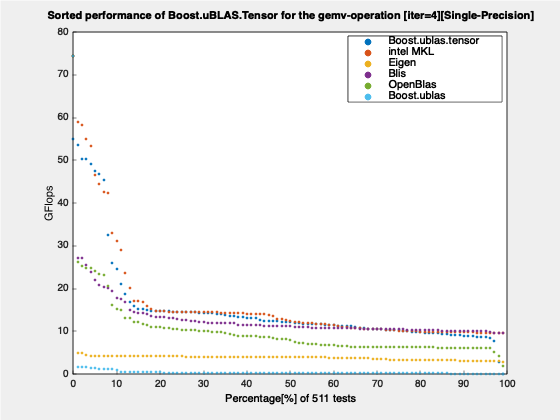 Sorted performance of Boost.uBLAS.Tensor for the gemv-operation [iter=4][Single-Precision]
80
70
60
50
40
30
20
10
0
GFlops
Boost.ublas.tensor
intel MKL
Eigen
Blis
OpenBlas
Boost.ublas
0 10 20 30 40 50 60 70 80 90 100
Percentage[%] of 511 tests